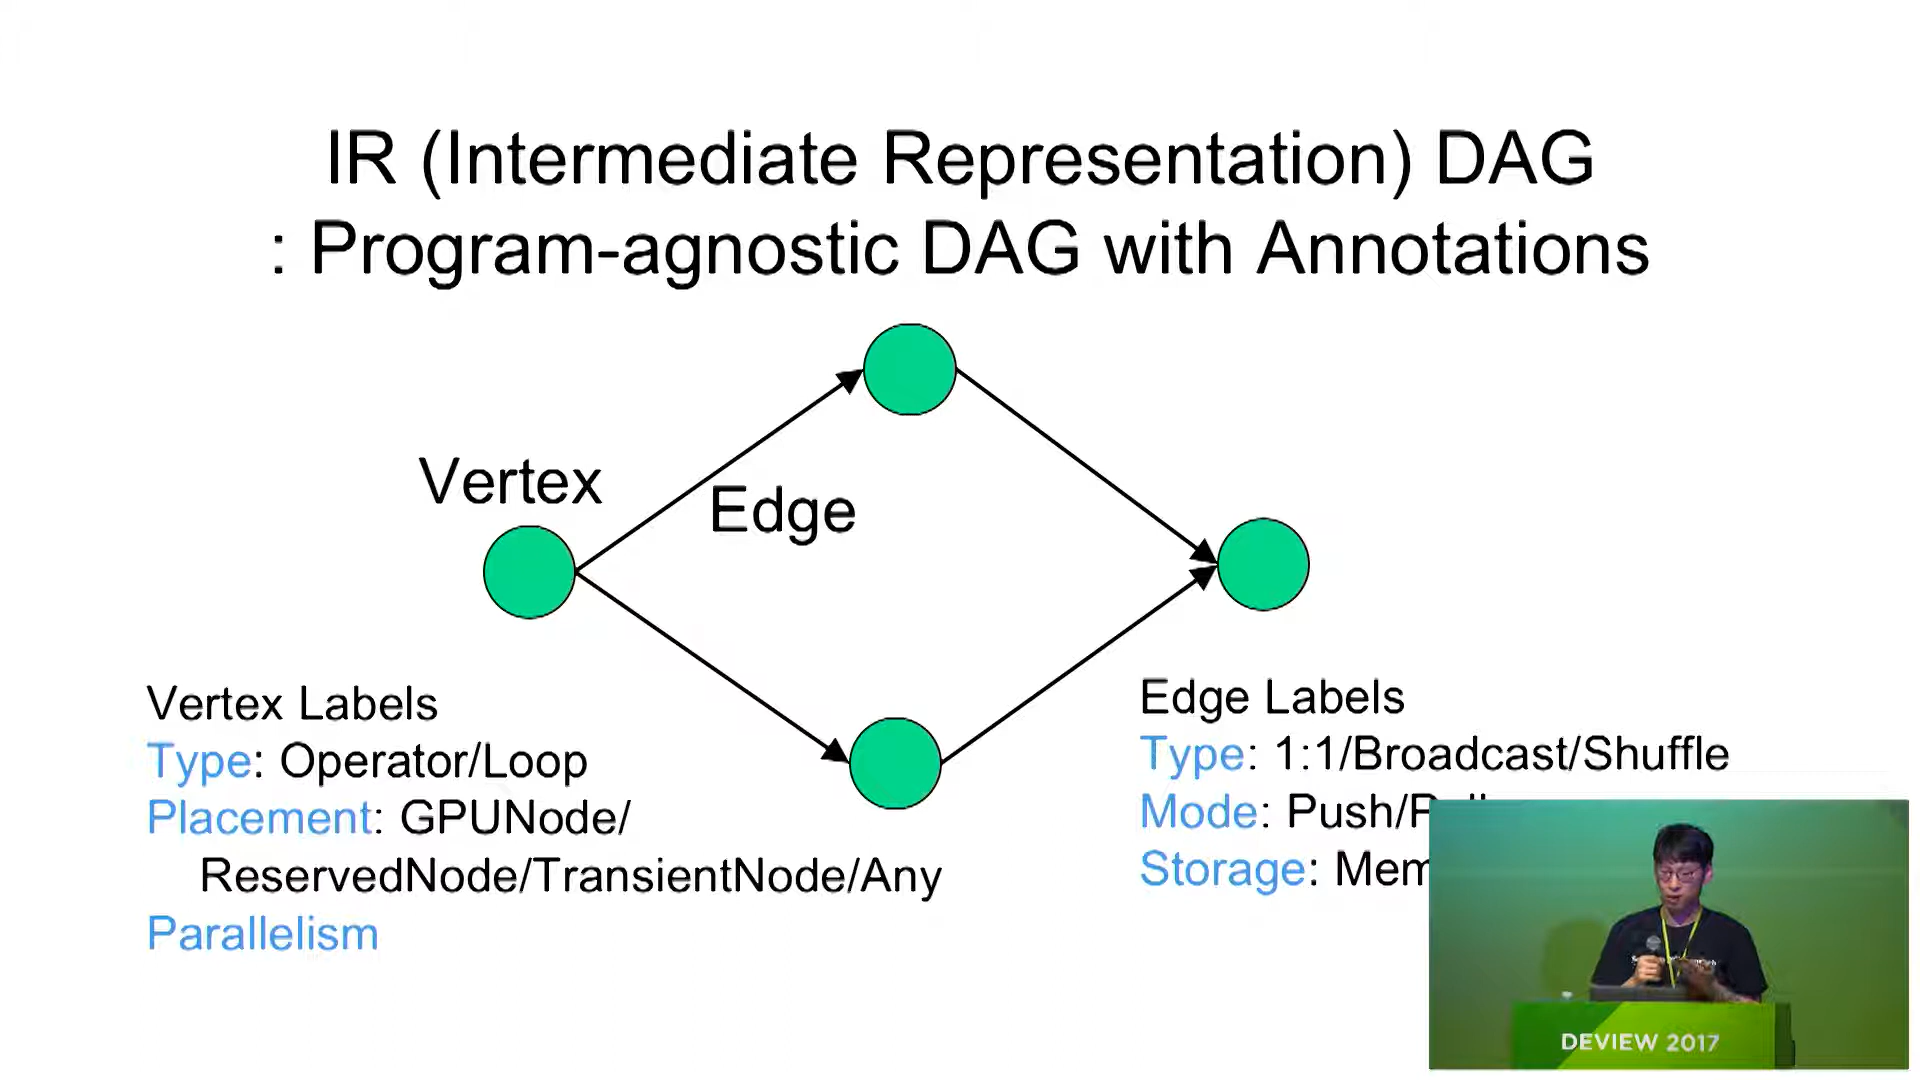 IR (Intermediate Representation) DAG
: Program-agnostic DAG with Annotations
Vertex
Edge
Vertex Labels
Type: Operator/Loop
Placement: GPUNode/
ReservedNode/TransientNode/Any
Parallelism
Edge Labels
Type: 1:1/Broadcast/Shuffle
Mode: Push/
Storage:
DEVIEW 2017